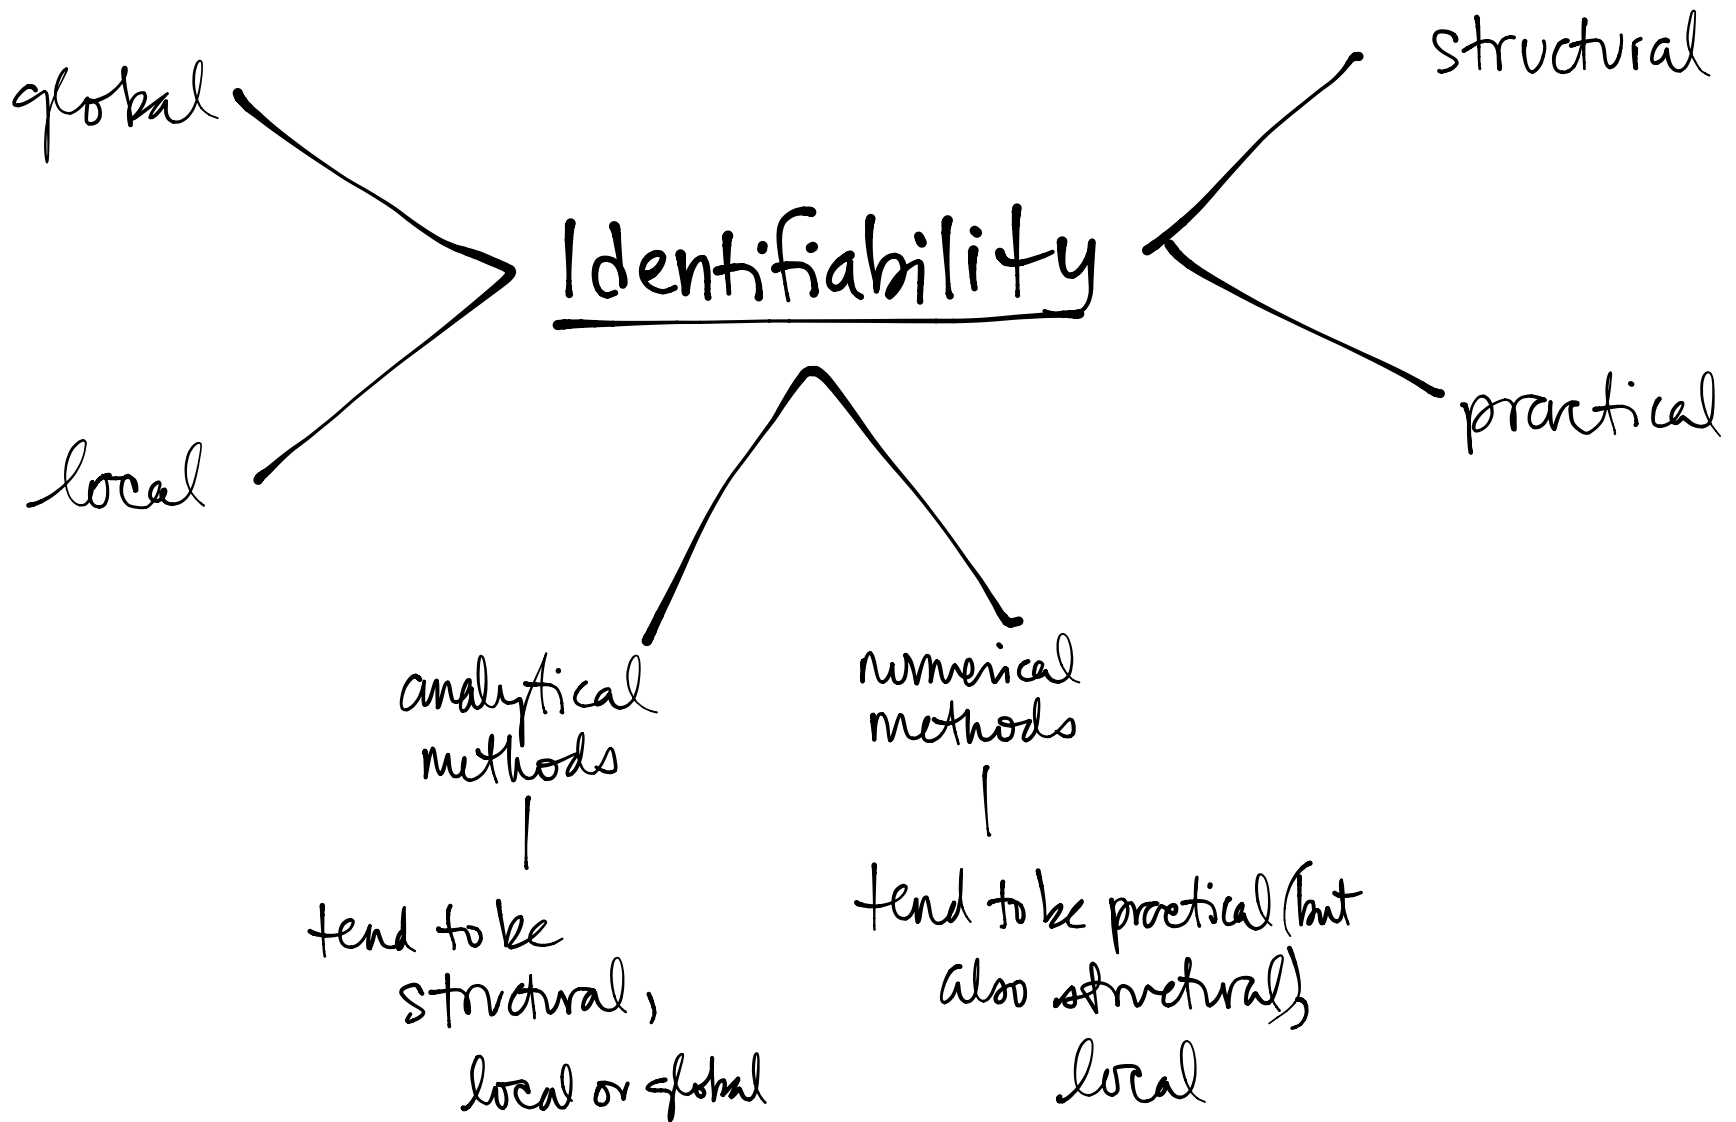 global
structural
Identifiability
local
practical
analytical
methods
tend to be
structural,
local or global
numerical
methods
tend to be practical (but
also structural),
local